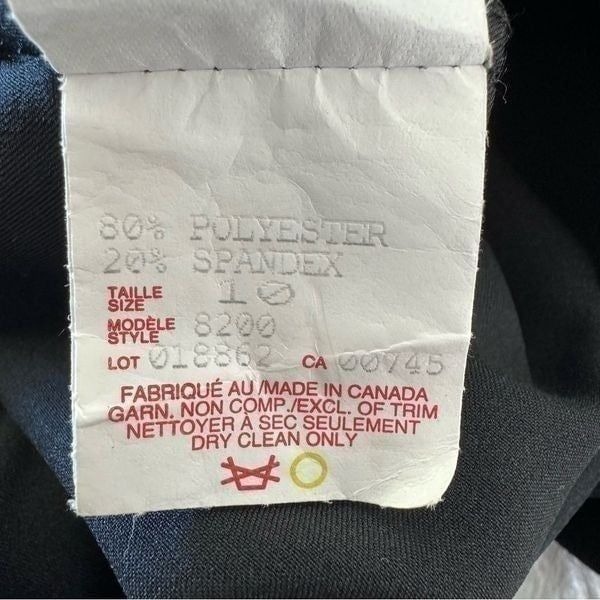 80% POLYESTER
20% SPANDEX
TAILLE
SIZE 10
MODÈLE
STYLE 8200
LOT 018862 CA 00945
FABRIQUÉ AU/MADE IN CANADA
GARN. NON COMP./EXCL. OF TRIM
NETTOYER À SEC SEULEMENT
DRY CLEAN ONLY